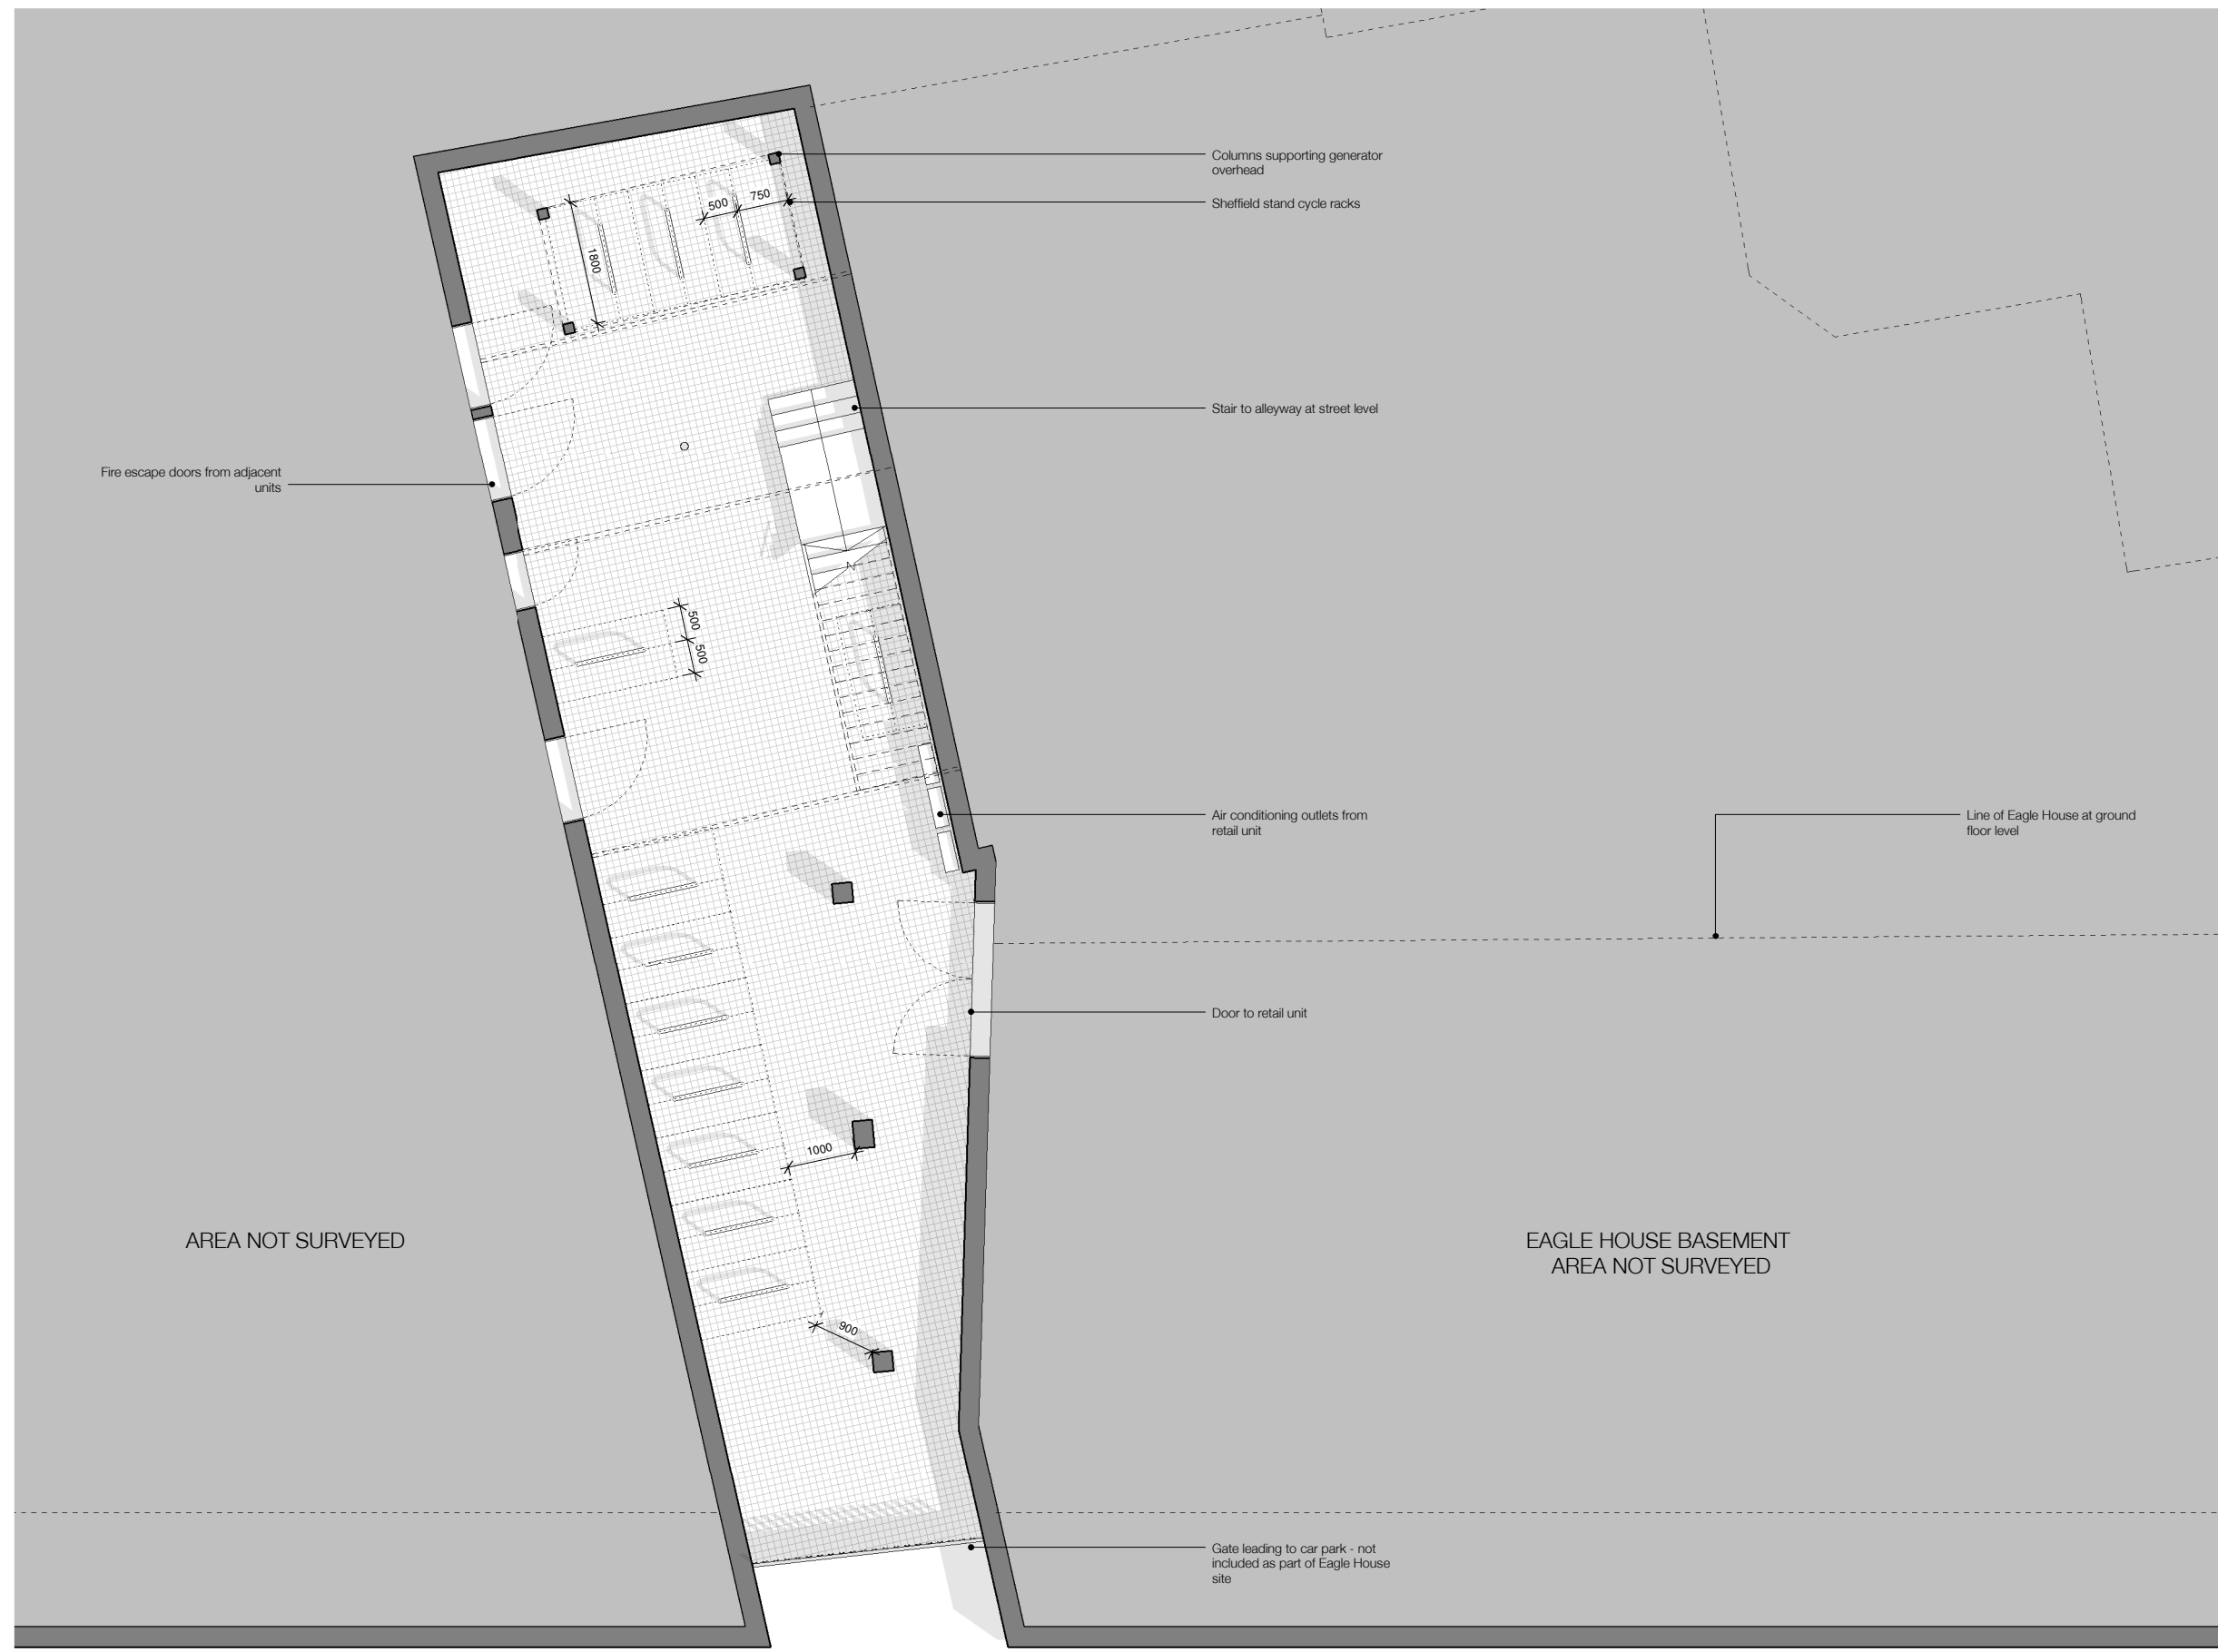 Columns supporting generator
overhead
750
500
Sheffield stand cycle racks
1800
Stair to alleyway at street level
Fire escape doors from adjacent
units
500
500
Air conditioning outlets from
retail unit
Line of Eagle House at ground
floor level
Door to retail unit
1000
AREA NOT SURVEYED
EAGLE HOUSE BASEMENT
AREA NOT SURVEYED
900
Gate leading to car park - not
included as part of Eagle House
site